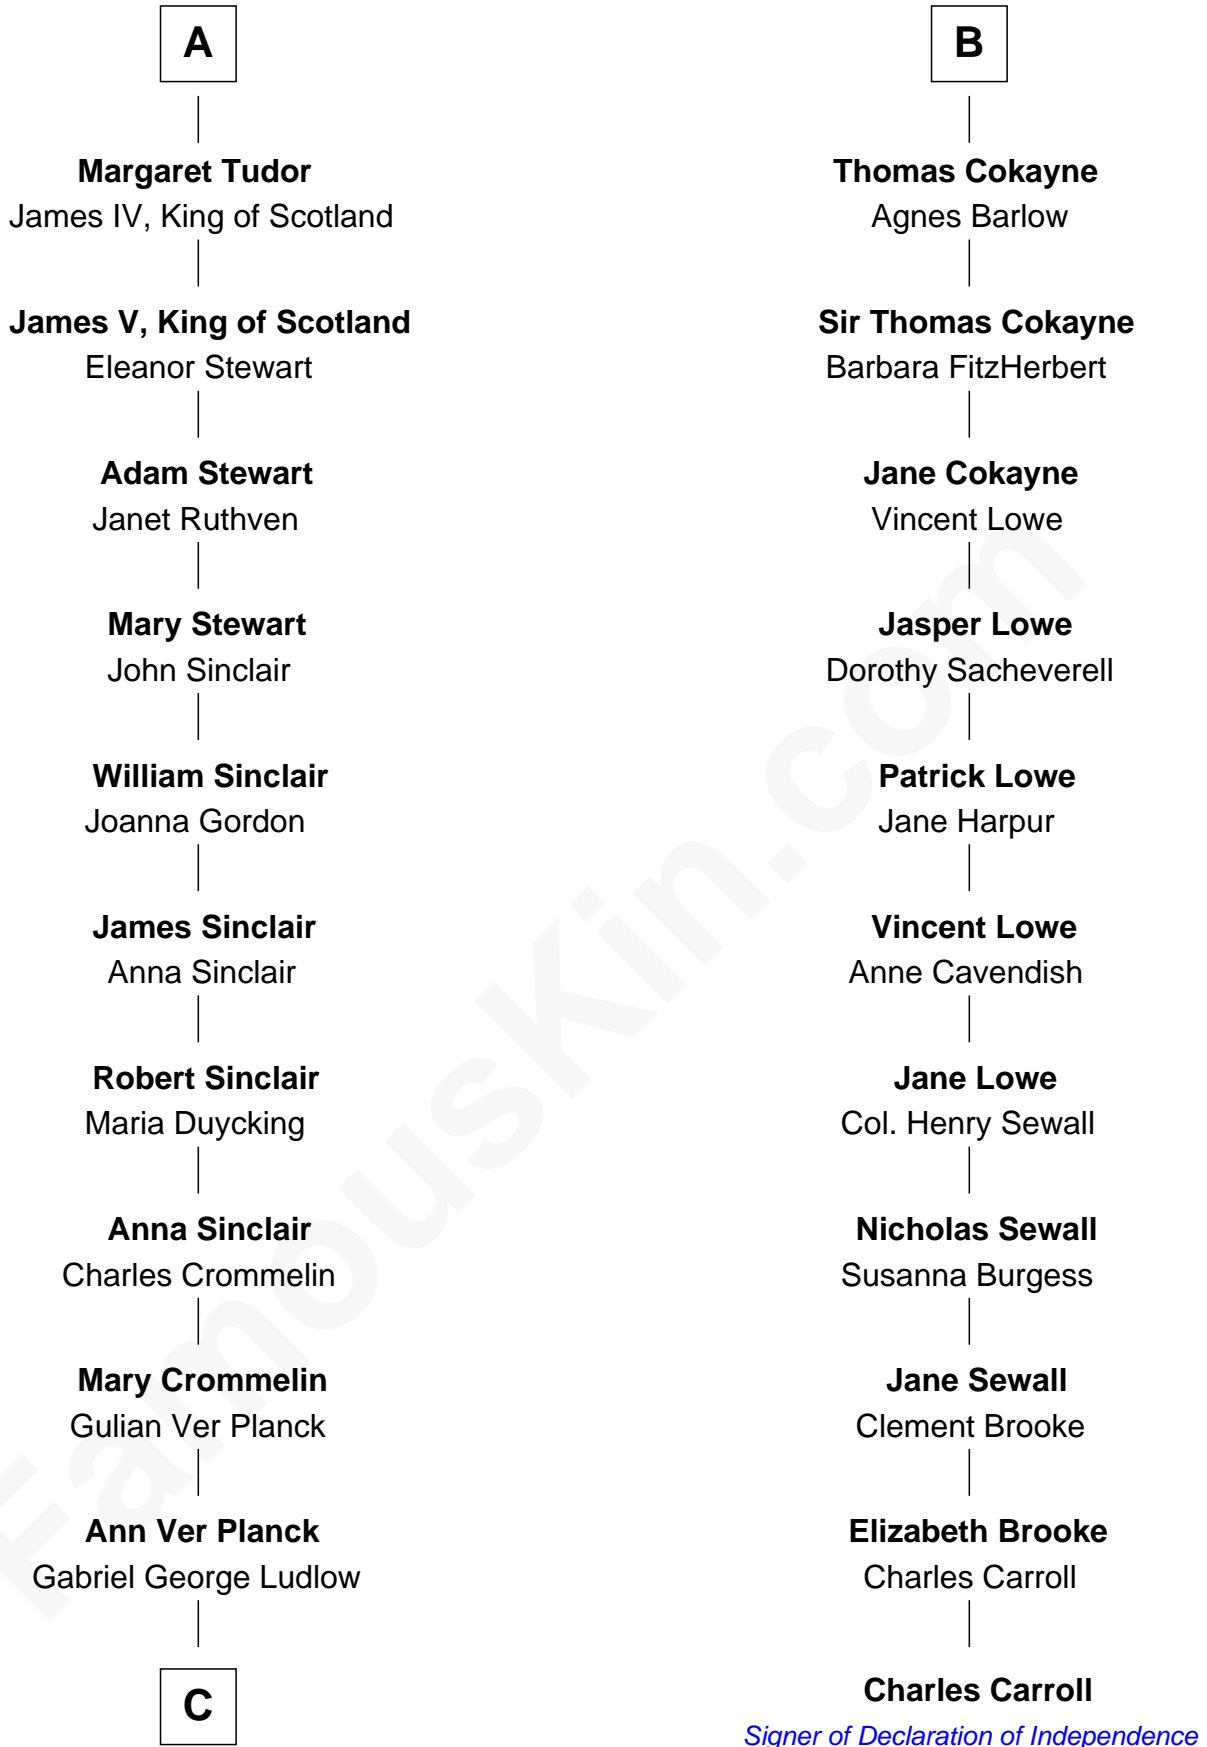 A
Margaret Tudor
James IV, King of Scotland
James V, King of Scotland
Eleanor Stewart
Adam Stewart
Janet Ruthven
Mary Stewart
John Sinclair
William Sinclair
Joanna Gordon
James Sinclair
Anna Sinclair
Robert Sinclair
Maria Duycking
Anna Sinclair
Charles Crommelin
Mary Crommelin
Gulian Ver Planck
Ann Ver Planck
Gabriel George Ludlow
C
B
Thomas Cokayne
Agnes Barlow
Sir Thomas Cokayne
Barbara FitzHerbert
Jane Cokayne
Vincent Lowe
Jasper Lowe
Dorothy Sacheverell
Patrick Lowe
Jane Harpur
Vincent Lowe
Anne Cavendish
Jane Lowe
Col. Henry Sewall
Nicholas Sewall
Susanna Burgess
Jane Sewall
Clement Brooke
Elizabeth Brooke
Charles Carroll
Charles Carroll
Signer of Declaration of Independence
FamousKin.com